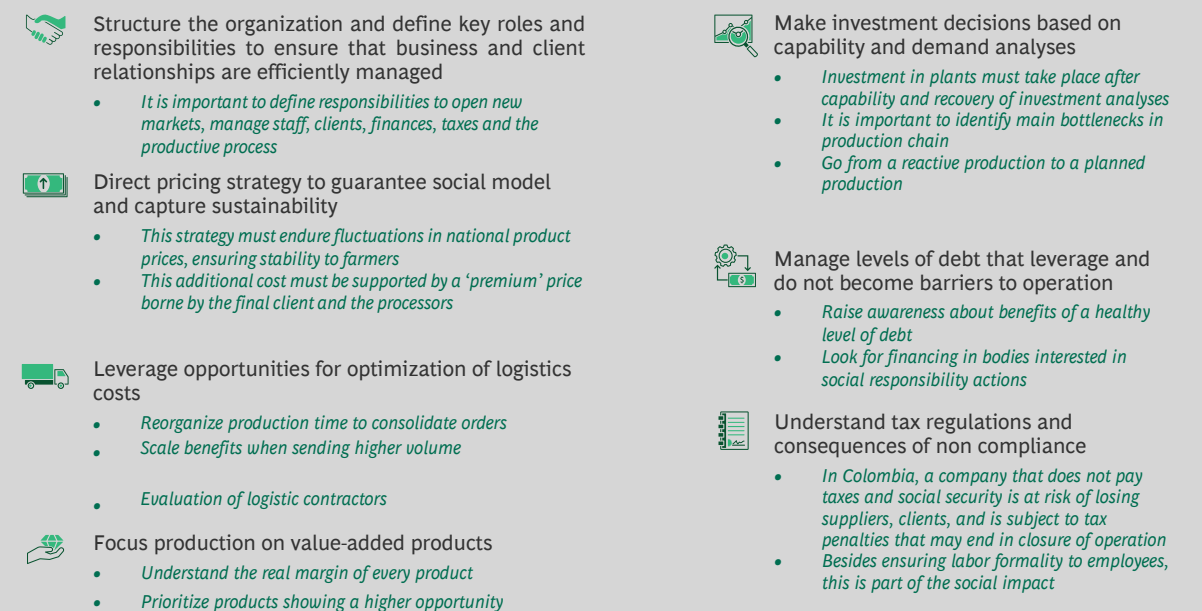 Structure the organization and define key roles and
responsibilities to ensure that business and client
relationships are efficiently managed
• It is important to define responsibilities to open new
markets, manage staff, clients, finances, taxes and the
productive process
Direct pricing strategy to guarantee social model
and capture sustainability
• This strategy must endure fluctuations in national product
prices, ensuring stability to farmers
• This additional cost must be supported by a ‘premium’ price
borne by the final client and the processors
Leverage opportunities for optimization of logistics
costs
• Reorganize production time to consolidate orders
• Scale benefits when sending higher volume
• Evaluation of logistic contractors
Focus production on value-added products
• Understand the real margin of every product
• Prioritize products showing a higher opportunity
Make investment decisions based on
capability and demand analyses
• Investment in plants must take place after
capability and recovery of investment analyses
• It is important to identify main bottlenecks in
production chain
• Go from a reactive production to a planned
production
Manage levels of debt that leverage and
do not become barriers to operation
• Raise awareness about benefits of a healthy
level of debt
• Look for financing in bodies interested in
social responsibility actions
Understand tax regulations and
consequences of non compliance
• In Colombia, a company that does not pay
taxes and social security is at risk of losing
suppliers, clients, and is subject to tax
penalties that may end in closure of operation
• Besides ensuring labor formality to employees,
this is part of the social impact